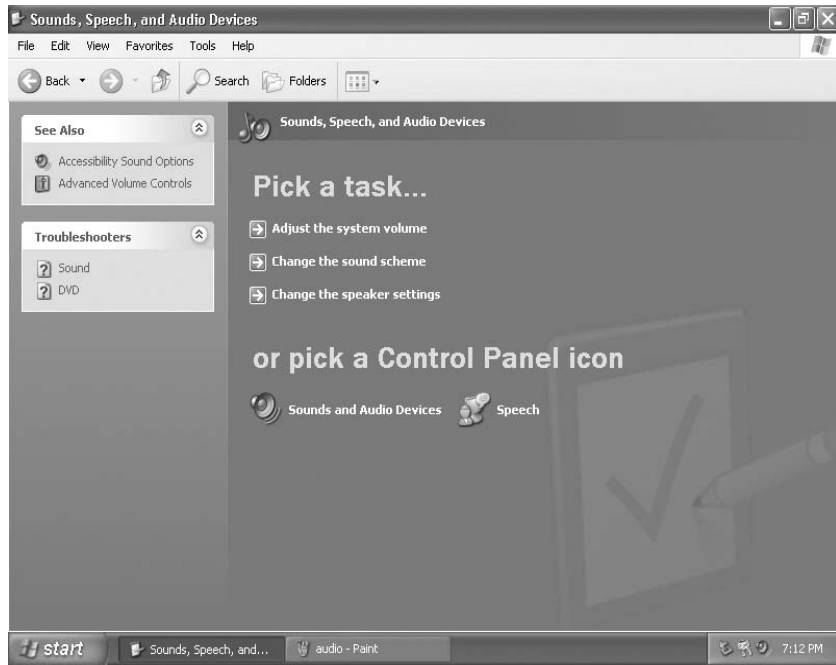 Sounds, Speech, and Audio Devices
File Edit View Favorites Tools Help
Back Search Folders
See Also
Accessibility Sound Options
Advanced Volume Controls
Troubleshooters
Sound
DVD
Sounds, Speech, and Audio Devices
Pick a task...
Adjust the system volume
Change the sound scheme
Change the speaker settings
or pick a Control Panel icon
Sounds and Audio Devices Speech
start Sounds, Speech, and... audio - Paint 7:12 PM